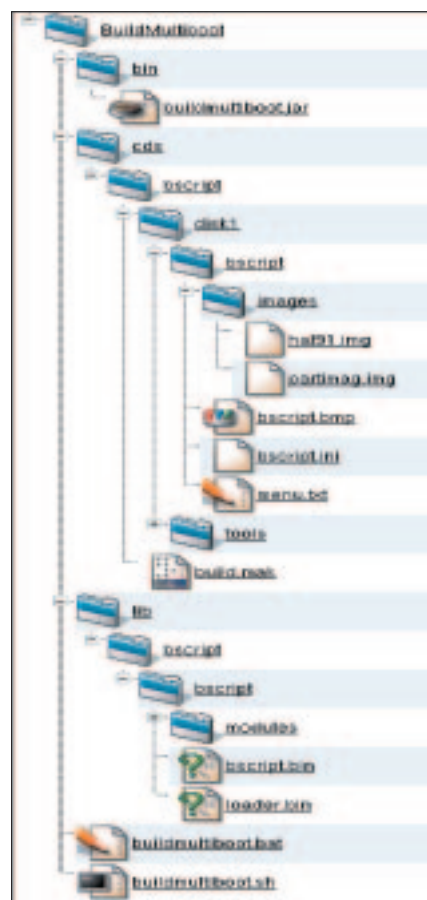 BuildMultiboot
bin
buildmultiboot.jar
cds
bscript
disk1
bscript
images
hal91.img
partimag.img
bscript.bmp
bscript.ini
menu.txt
tools
build.mak
lib
bscript
bscript
modules
bscript.bin
loader.bin
buildmultiboot.bat
buildmultiboot.sh